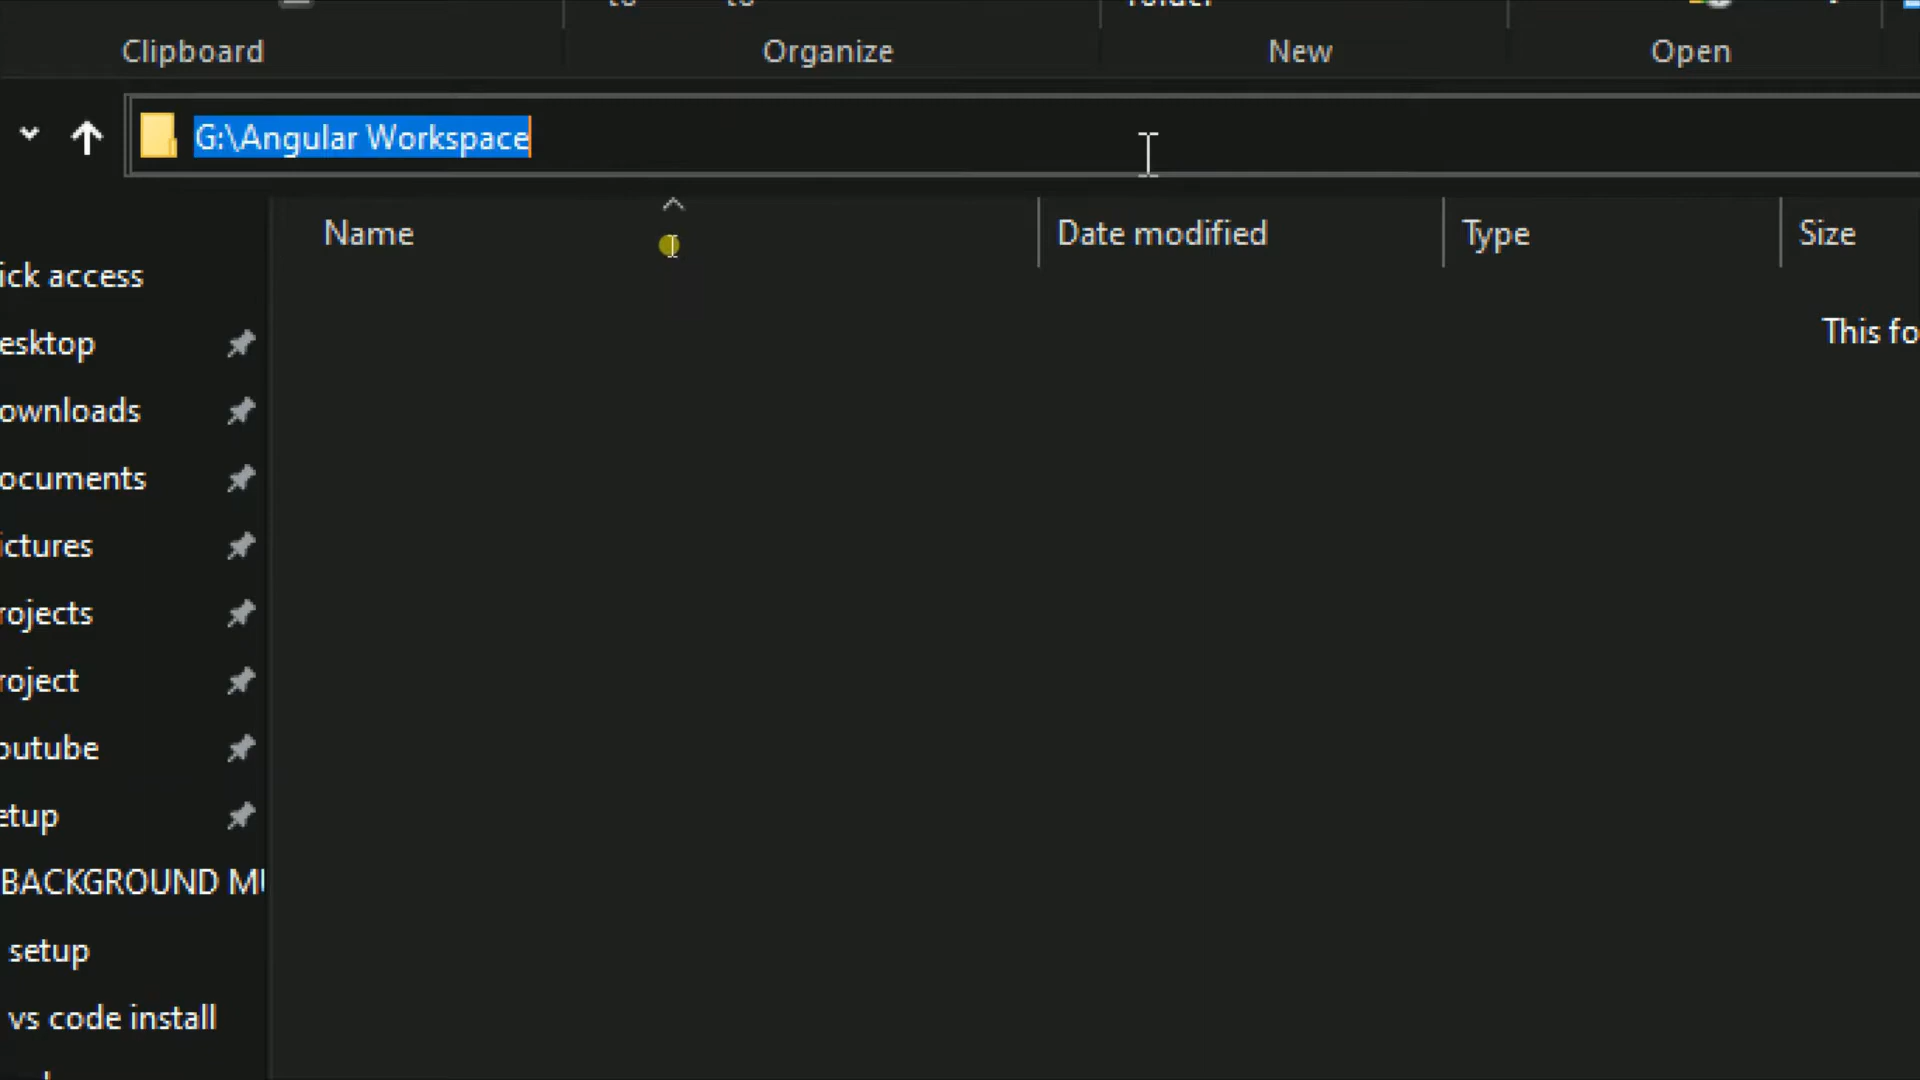 Clipboard
Organize
New
Open
G:\Angular Workspace
Name
Date modified
Type
Size
This fo
ick access
esktop
ownloads
ocuments
ictures
rojects
roject
outube
etup
BACKGROUND MU
setup
vs code install